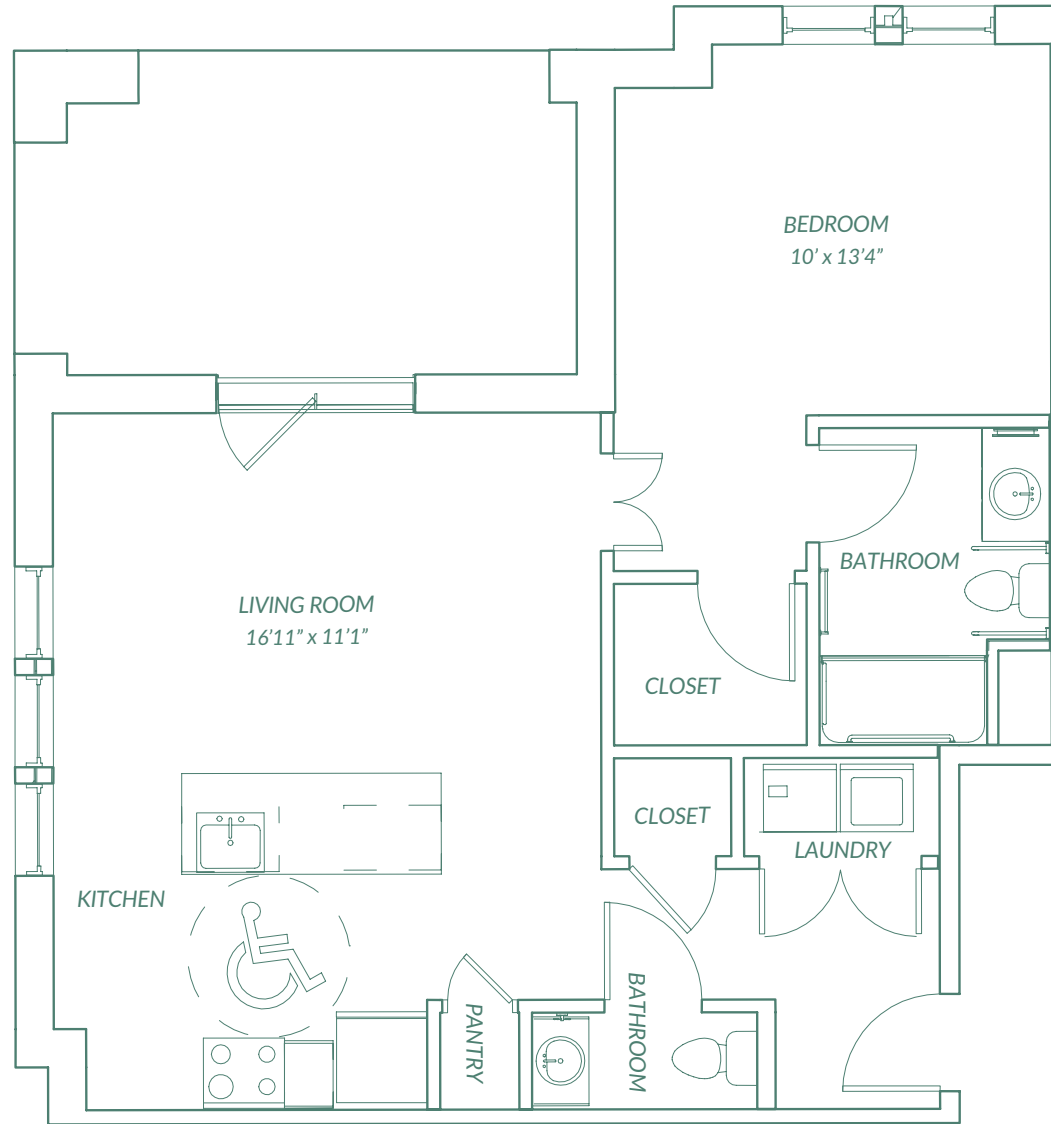 BEDROOM
10’ x 13’4”
BATHROOM
LIVING ROOM
16’11” x 11’1”
CLOSET
CLOSET
LAUNDRY
KITCHEN
PANTRY
BATHROOM